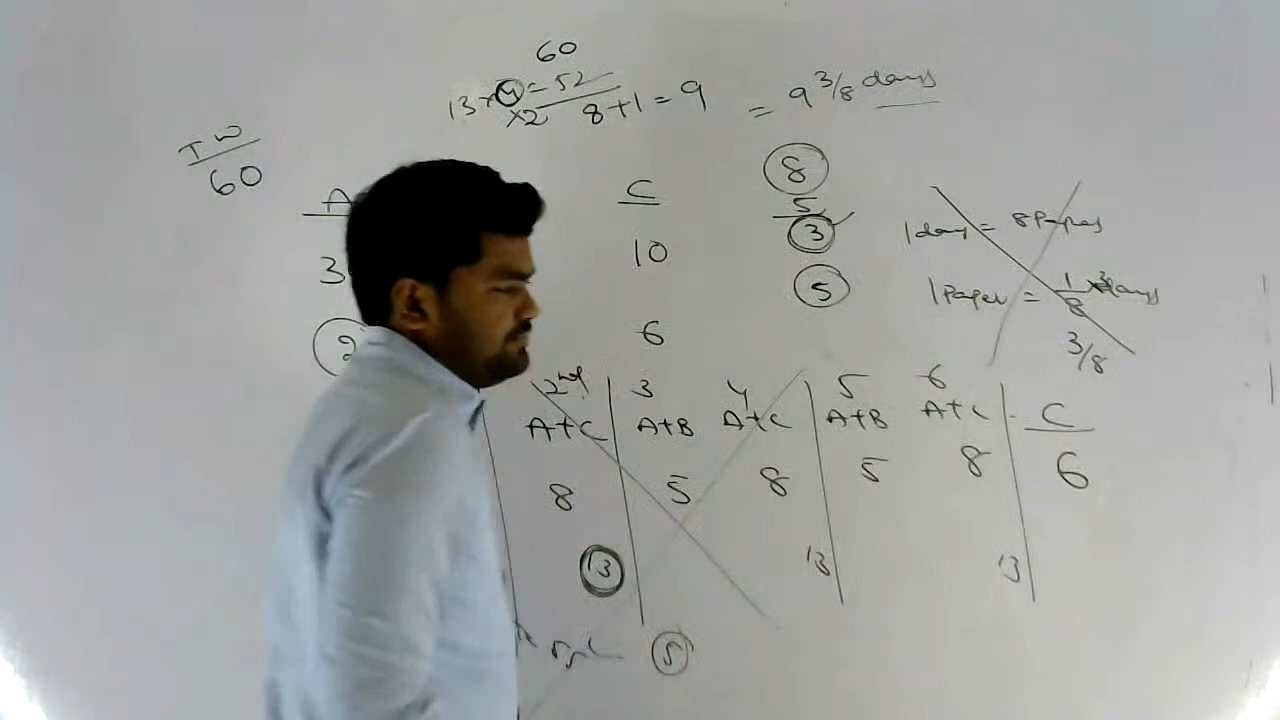 60
13×4 = 52
×2 8+1 = 9 = 9 3/8 days
T W
60
A C 8
5
3 10 3
1 day = 8 Papers
5
1 Paper = 1/8 × 3 days
2 6
3/8
2nd 3 4 5 6
A+C A+B A+C A+B A+C C
8 5 8 5 8 6
13 13 13
5